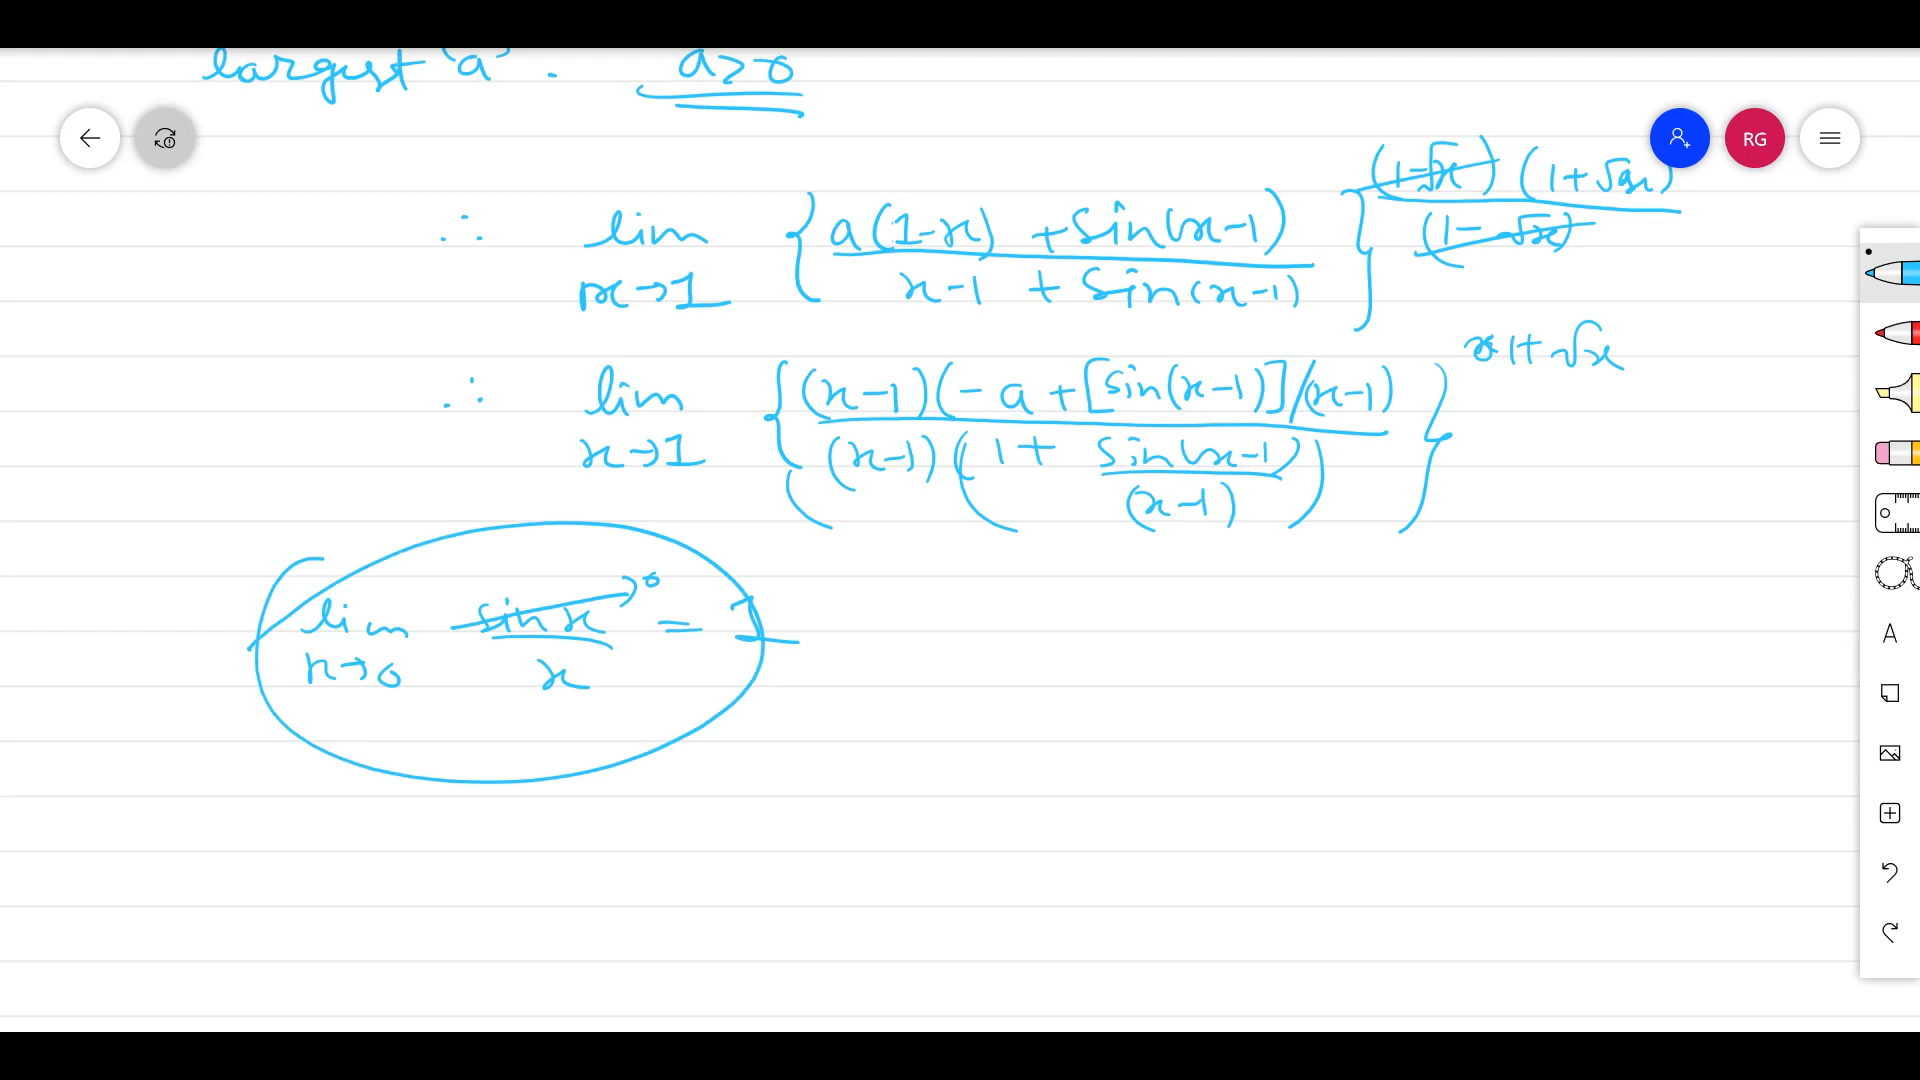 largest 'a' . a ≥ 0
RG
∴ lim x→1 { a(1-x) + sin(x-1) / x-1 + sin(x-1) } ^ (1-√x) (1+√x) / (1-√x)
∴ lim x→1 { (x-1)(-a + [sin(x-1)]/(x-1)) / (x-1)(1 + sin(x-1)/(x-1)) } ^ 1+√x
lim x→0 sin x / x = 1
→0
A